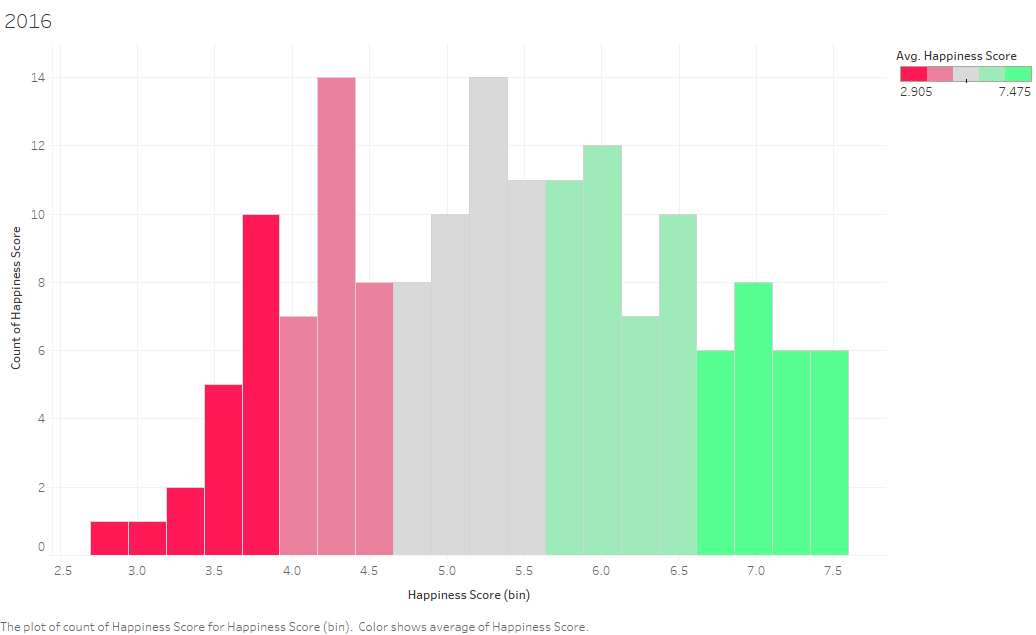 2016
Avg. Happiness Score
2.905 7.475
14
12
10
8
6
4
2
0
Count of Happiness Score
2.5 3.0 3.5 4.0 4.5 5.0 5.5 6.0 6.5 7.0 7.5
Happiness Score (bin)
The plot of count of Happiness Score for Happiness Score (bin). Color shows average of Happiness Score.